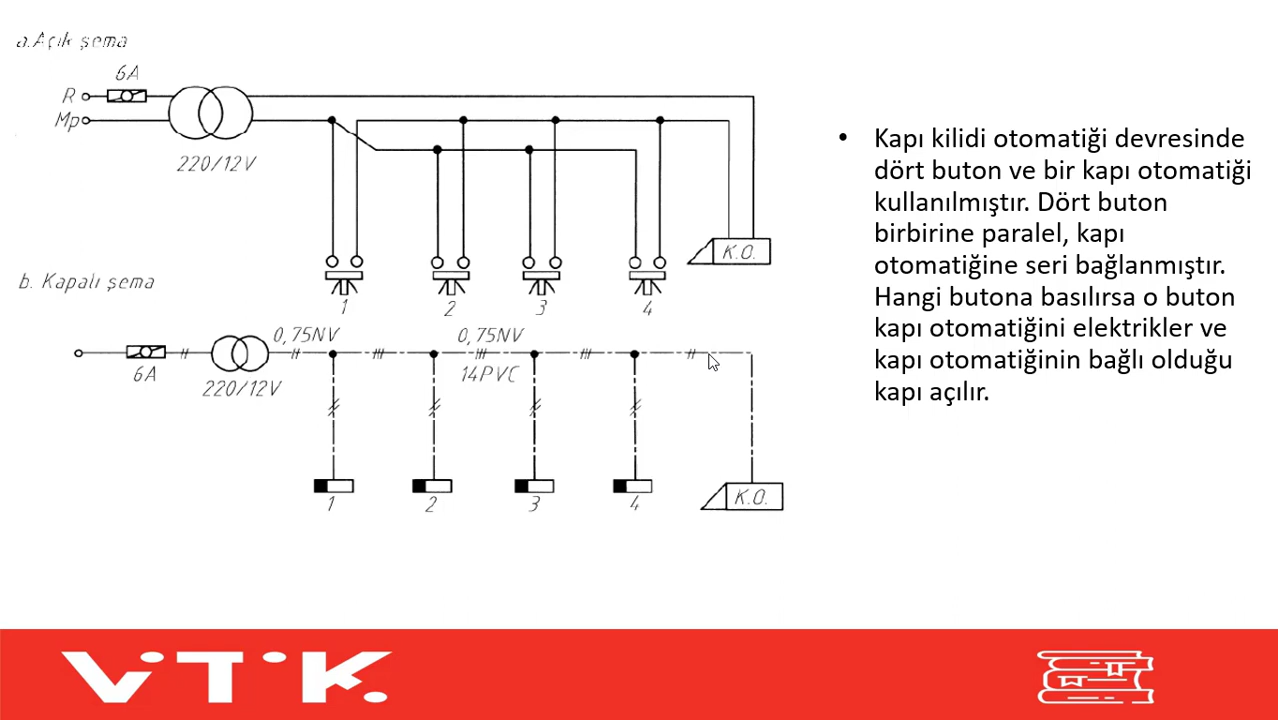 a.Açık şema
6A
R
Mp
220/12V
K.O.
1
2
3
4
b. Kapalı şema
0,75NV
0,75NV
6A
220/12V
14PVC
1
2
3
4
K.O.
• Kapı kilidi otomatiği devresinde
dört buton ve bir kapı otomatiği
kullanılmıştır. Dört buton
birbirine paralel, kapı
otomatiğine seri bağlanmıştır.
Hangi butona basılırsa o buton
kapı otomatiğini elektrikler ve
kapı otomatiğinin bağlı olduğu
kapı açılır.
VTK